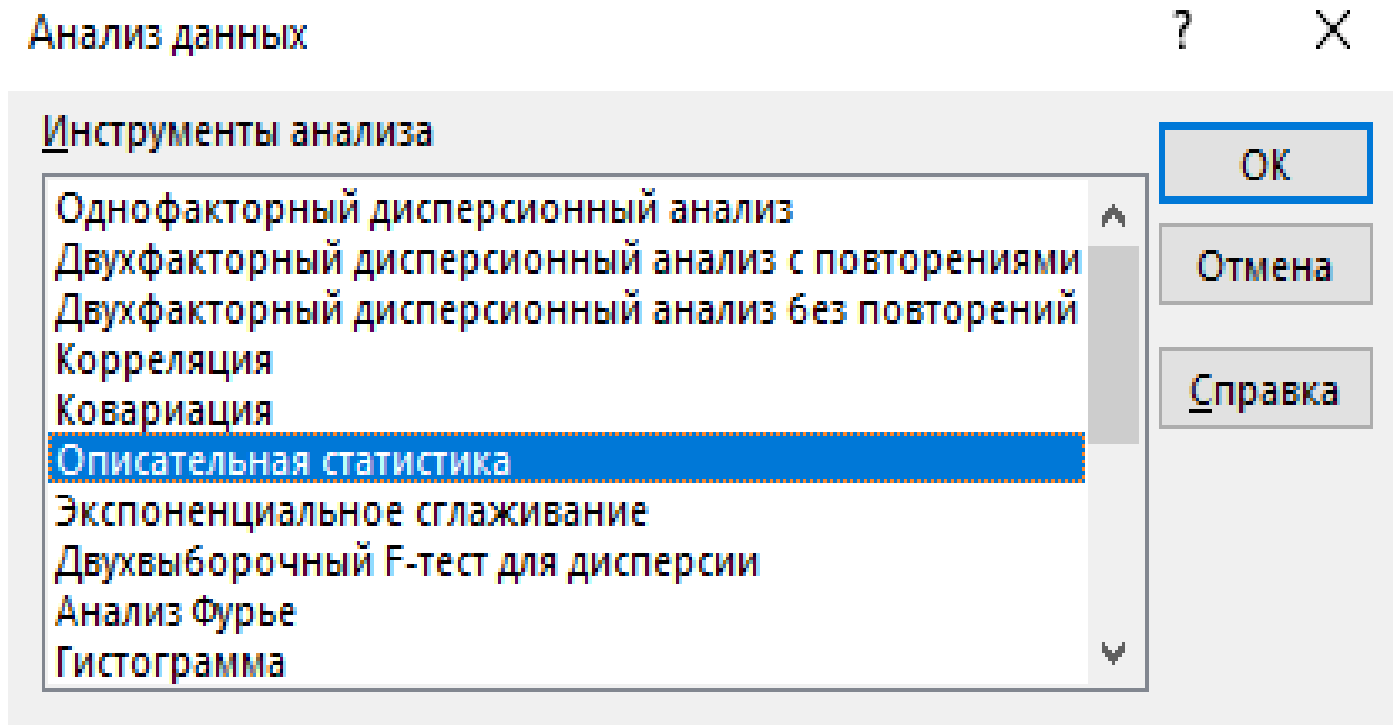 Анализ данных
?
Инструменты анализа
Однофакторный дисперсионный анализ
Двухфакторный дисперсионный анализ с повторениями
Двухфакторный дисперсионный анализ без повторений
Корреляция
Ковариация
Описательная статистика
Экспоненциальное сглаживание
Двухвыборочный F-тест для дисперсии
Анализ Фурье
Гистограмма
ОК
Отмена
Справка